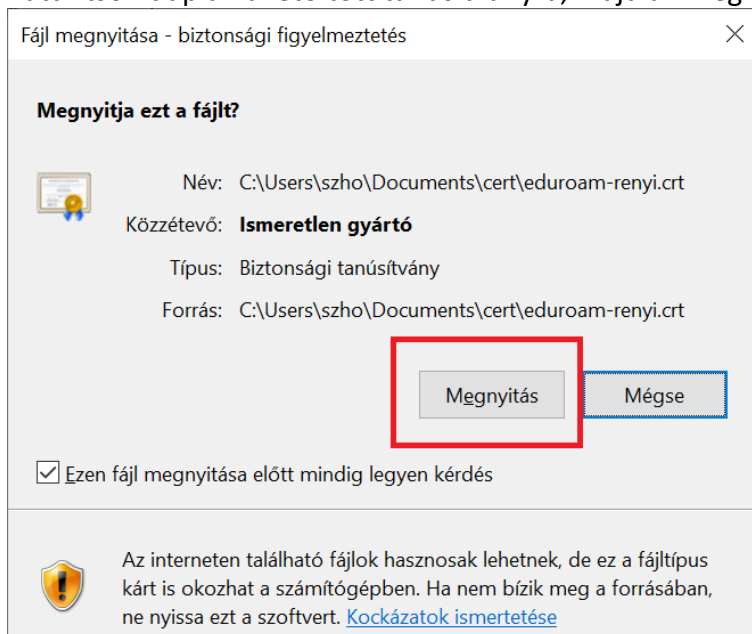 Fájl megnyitása - biztonsági figyelmeztetés
Megnyitja ezt a fájlt?
Név: C:\Users\szho\Documents\cert\eduroam-renyi.crt
Közzétevő: Ismeretlen gyártó
Típus: Biztonsági tanúsítvány
Forrás: C:\Users\szho\Documents\cert\eduroam-renyi.crt
Megnyitás Mégse
Ezen fájl megnyitása előtt mindig legyen kérdés
Az interneten található fájlok hasznosak lehetnek, de ez a fájltípus
kárt is okozhat a számítógépben. Ha nem bízik meg a forrásában,
ne nyissa ezt a szoftvert. Kockázatok ismertetése